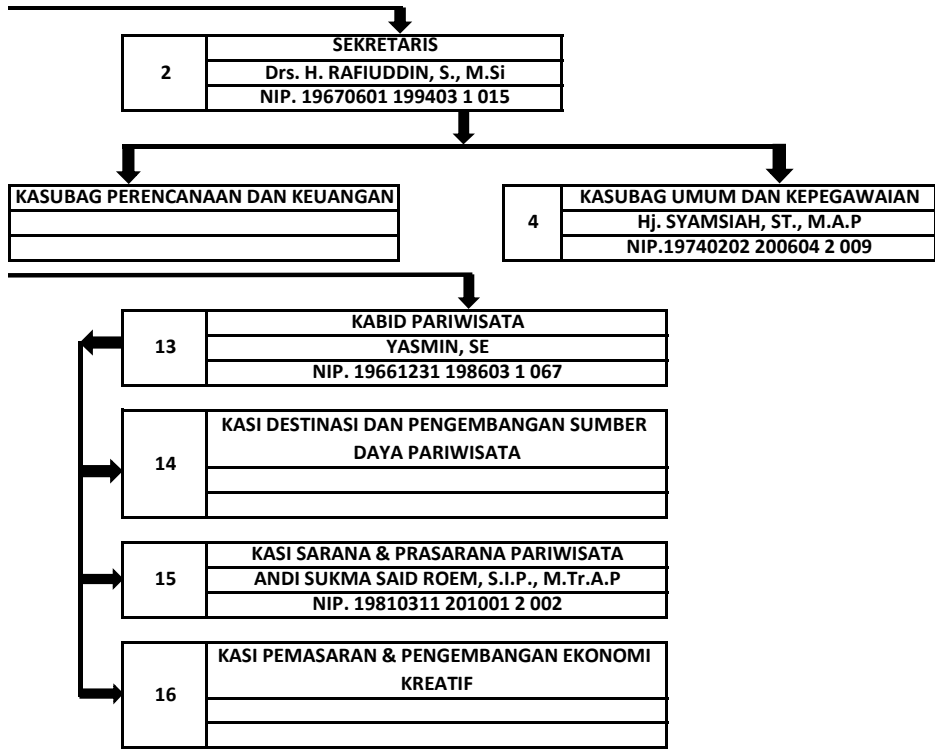 SEKRETARIS
2
Drs. H. RAFIUDDIN, S., M.Si
NIP. 19670601 199403 1 015
KASUBAG PERENCANAAN DAN KEUANGAN
KASUBAG UMUM DAN KEPEGAWAIAN
4
Hj. SYAMSIAH, ST., M.A.P
NIP.19740202 200604 2 009
KABID PARIWISATA
13
YASMIN, SE
NIP. 19661231 198603 1 067
KASI DESTINASI DAN PENGEMBANGAN SUMBER
DAYA PARIWISATA
14
KASI SARANA & PRASARANA PARIWISATA
15
ANDI SUKMA SAID ROEM, S.I.P., M.Tr.A.P
NIP. 19810311 201001 2 002
KASI PEMASARAN & PENGEMBANGAN EKONOMI
KREATIF
16